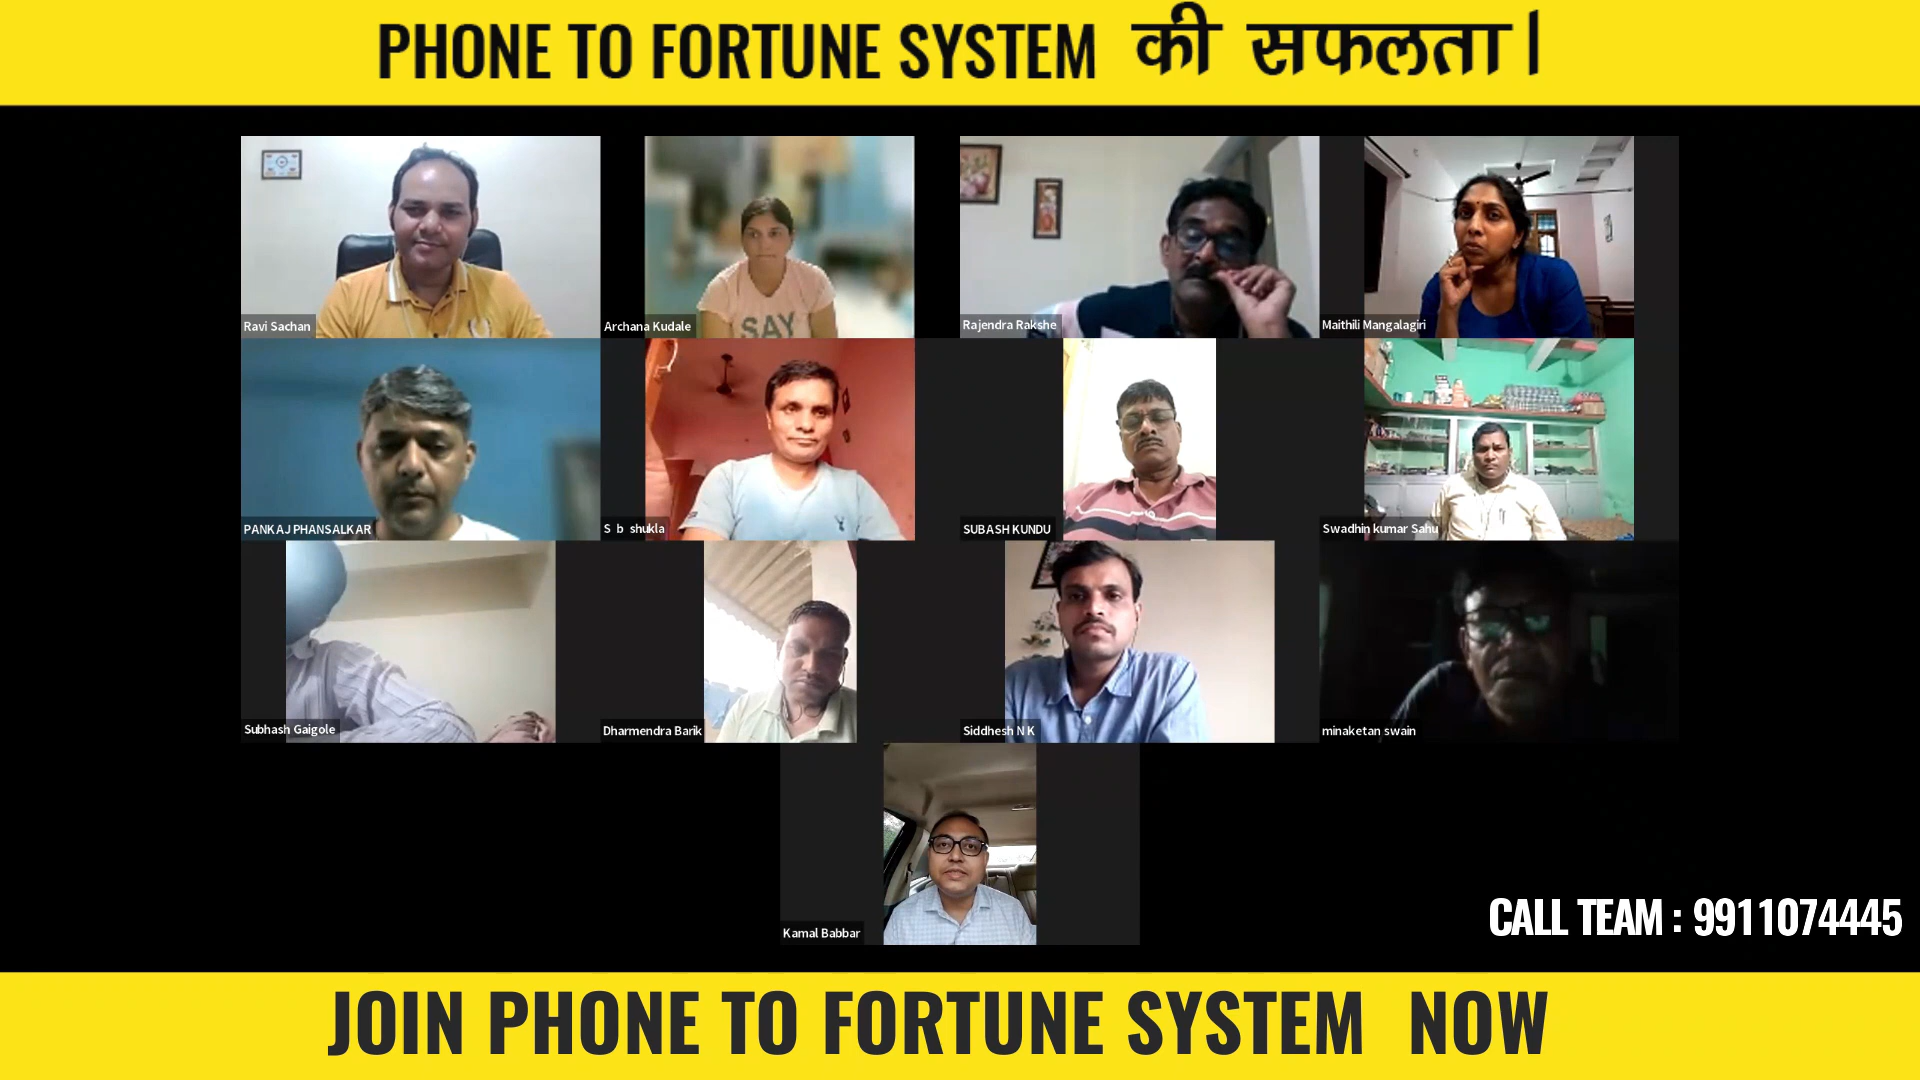 PHONE TO FORTUNE SYSTEM की सफलता।
Ravi Sachan
Archana Kudale
Rajendra Rakshe
Maithili Mangalagiri
SAY
PANKAJ PHANSALKAR
S b shukla
SUBASH KUNDU
Swadhin kumar Sahu
Subhash Gaigole
Dharmendra Barik
Siddhesh N K
minaketan swain
Kamal Babbar
CALL TEAM : 9911074445
JOIN PHONE TO FORTUNE SYSTEM NOW